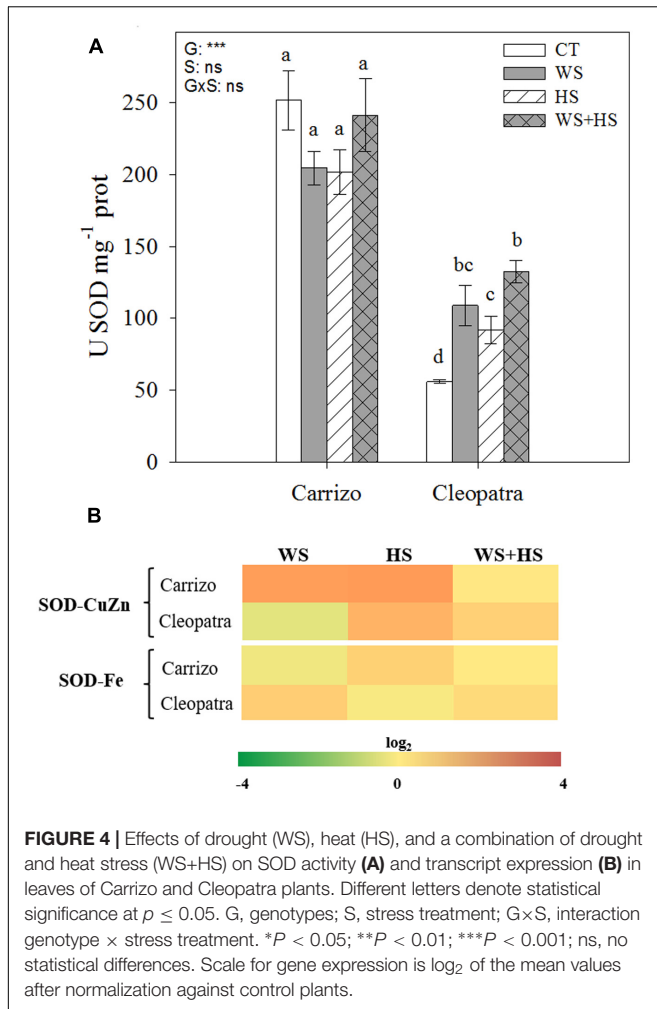 A
G: ***
S: ns
GxS: ns
CT
WS
HS
WS+HS
a
a
a
a
d
bc
c
b
250
200
150
100
50
0
U SOD mg⁻¹ prot
Carrizo
Cleopatra
B
WS HS WS+HS
SOD-CuZn
Carrizo
Cleopatra
SOD-Fe
Carrizo
Cleopatra
log₂
-4 0 4
FIGURE 4 | Effects of drought (WS), heat (HS), and a combination of drought
and heat stress (WS+HS) on SOD activity (A) and transcript expression (B) in
leaves of Carrizo and Cleopatra plants. Different letters denote statistical
significance at p ≤ 0.05. G, genotypes; S, stress treatment; G×S, interaction
genotype × stress treatment. *P < 0.05; **P < 0.01; ***P < 0.001; ns, no
statistical differences. Scale for gene expression is log₂ of the mean values
after normalization against control plants.